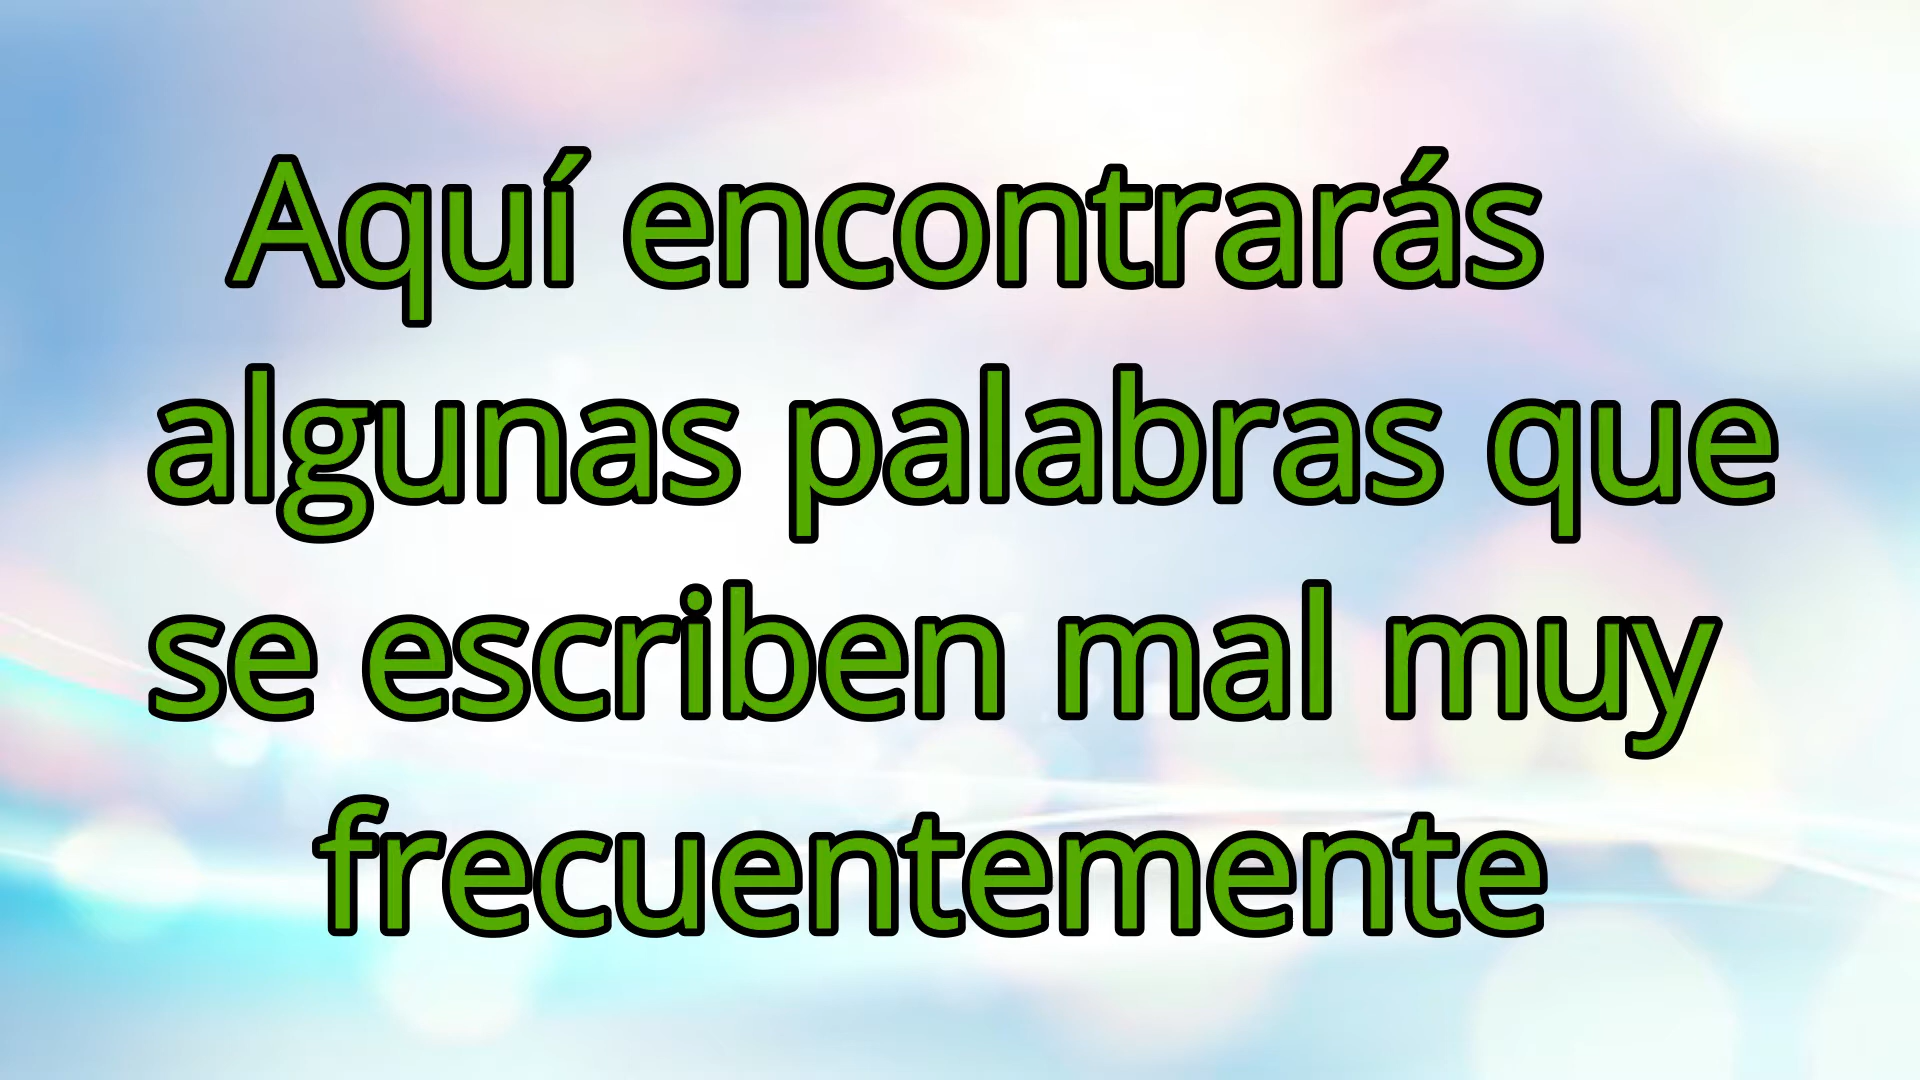 Aquí encontrarás
algunas palabras que
se escriben mal muy
frecuentemente